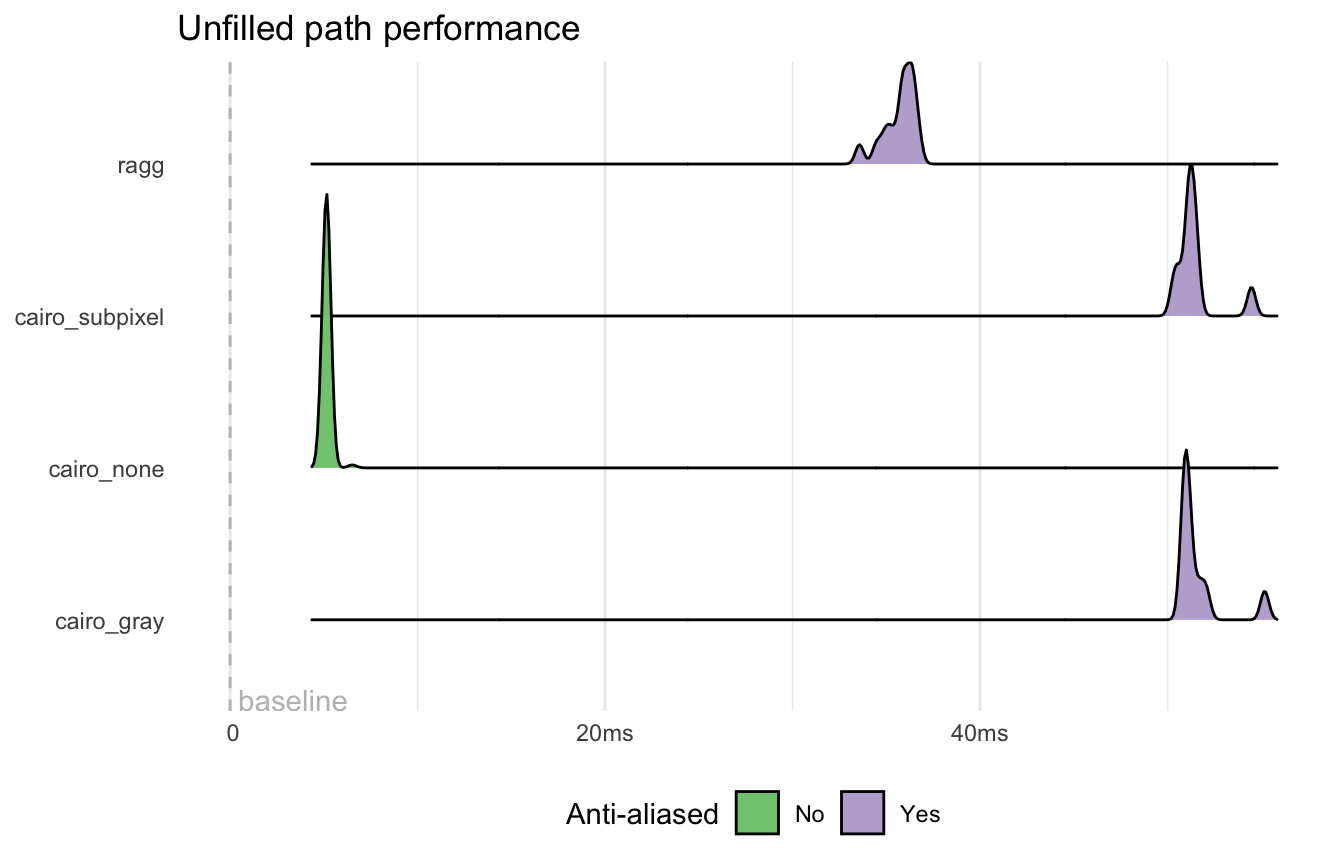 Unfilled path performance
ragg
cairo_subpixel
cairo_none
cairo_gray
baseline
0 20ms 40ms
Anti-aliased No Yes